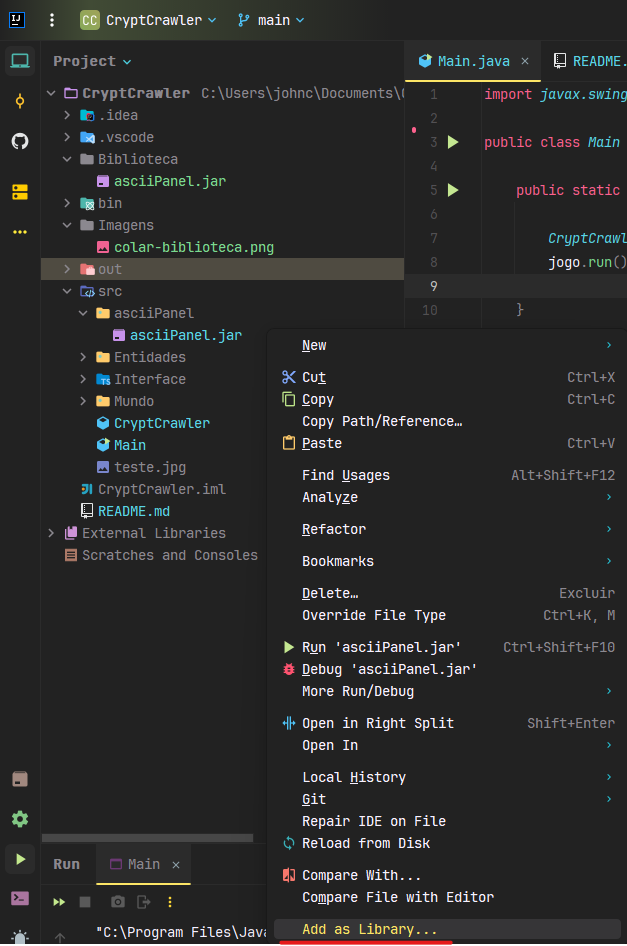 IJ
CC CryptCrawler main
Project
CryptCrawler C:\Users\johnc\Documents\
.idea
.vscode
Biblioteca
asciiPanel.jar
bin
Imagens
colar-biblioteca.png
out
src
asciiPanel
asciiPanel.jar
Entidades
Interface
Mundo
CryptCrawler
Main
teste.jpg
CryptCrawler.iml
README.md
External Libraries
Scratches and Consoles
Main.java × README.
1 import javax.swing
2
3 public class Main
4
5 public static
6
7 CryptCrawl
8 jogo.run()
9
10 }
New
Cut Ctrl+X
Copy Ctrl+C
Copy Path/Reference…
Paste Ctrl+V
Find Usages Alt+Shift+F12
Analyze
Refactor
Bookmarks
Delete… Excluir
Override File Type Ctrl+K, M
Run 'asciiPanel.jar' Ctrl+Shift+F10
Debug 'asciiPanel.jar'
More Run/Debug
Open in Right Split Shift+Enter
Open In
Local History
Git
Repair IDE on File
Reload from Disk
Compare With...
Compare File with Editor
Add as Library...
Run Main ×
"C:\Program Files\Java